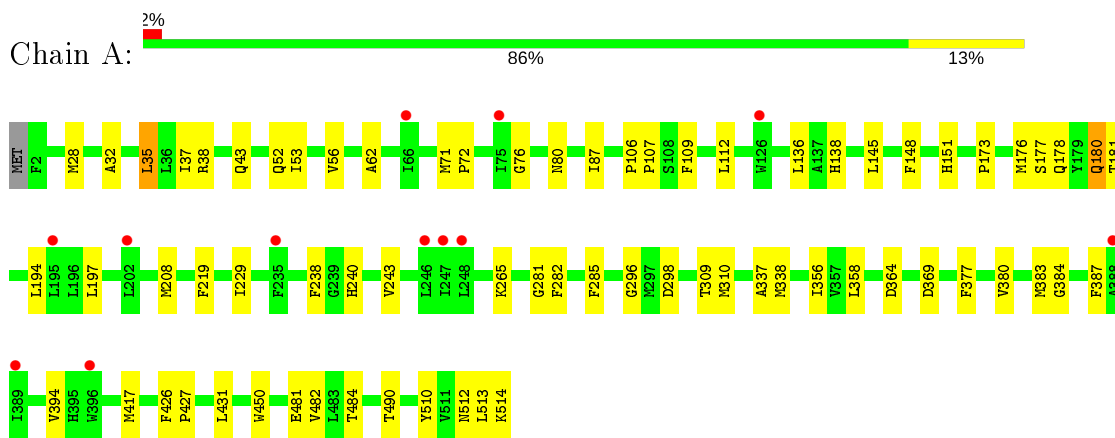 2%
Chain A:
86% 13%
MET F2 M28 A32 L35 L36 I37 R38 Q43 Q52 I53 V56 A62 I66 M71 P72 I75 G76 N80 I87 P106 P107 S108 F109 L112 W126 L136 A137 H138 L145 F148 H151 P173 M176 S177 Q178 Y179 Q180 T181
L194 L195 L196 L197 L202 M208 F219 I229 F235 F238 G239 H240 V243 L246 I247 L248 K265 G281 F282 F285 G296 M297 D298 T309 M310 A337 M338 I356 V357 L358 D364 D369 F377 V380 M383 G384 F387 A388
I389 V394 H395 W396 M417 F426 P427 L431 W450 E481 V482 L483 T484 T490 Y510 V511 N512 L513 K514